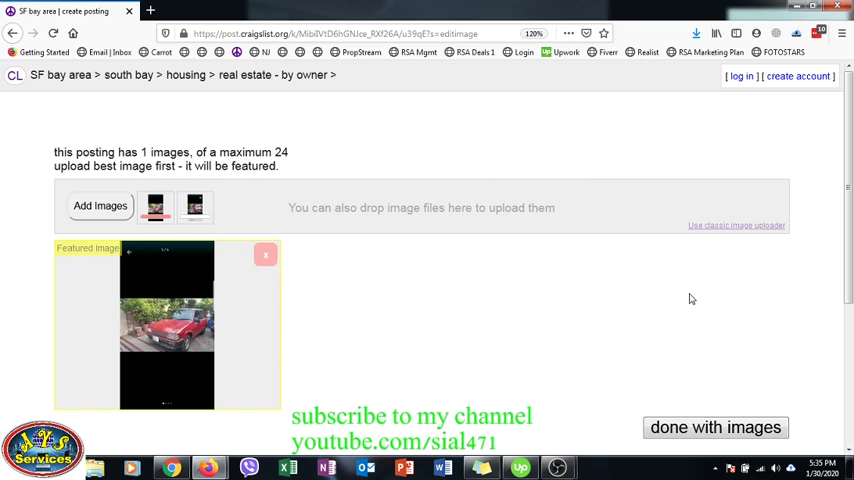 SF bay area | create posting
https://post.craigslist.org/k/MibiIVtD6hGNJJee_RXf26A/u39qE?s=editimage
120%
10
Getting Started
Email | Inbox
Carrot
NJ
PropStream
RSA Mgmt
RSA Deals 1
Login
Up Upwork
Fiverr
Realist
RSA Marketing Plan
FOTOSTARS
CL SF bay area > south bay > housing > real estate - by owner >
[ log in ] [ create account ]
this posting has 1 images, of a maximum 24
upload best image first - it will be featured.
Add Images
You can also drop image files here to upload them
Use classic image uploader
Featured Image
x
subscribe to my channel
youtube.com/sial471
done with images
Services
5:35 PM
1/30/2020